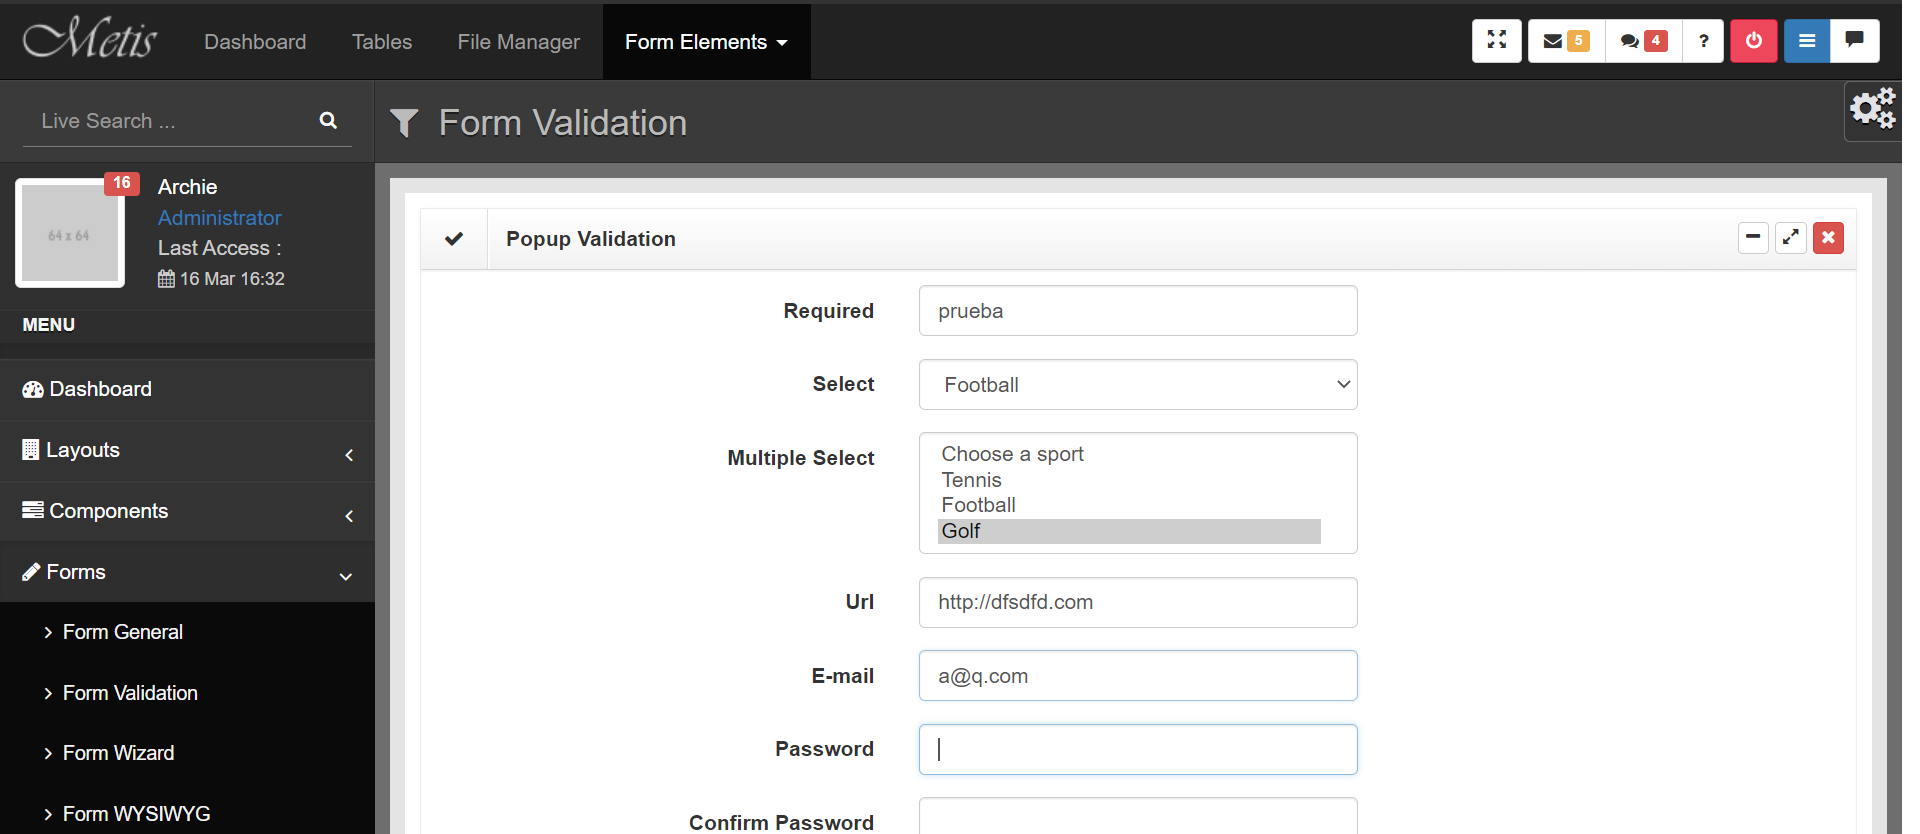 Metis Dashboard Tables File Manager Form Elements 5 4 ?
Live Search ...
Form Validation
16
64 x 64
Archie
Administrator
Last Access :
16 Mar 16:32
MENU
Dashboard
Layouts
Components
Forms
Form General
Form Validation
Form Wizard
Form WYSIWYG
Popup Validation
Required prueba
Select Football
Multiple Select Choose a sport
Tennis
Football
Golf
Url http://dfsdfd.com
E-mail a@q.com
Password
Confirm Password